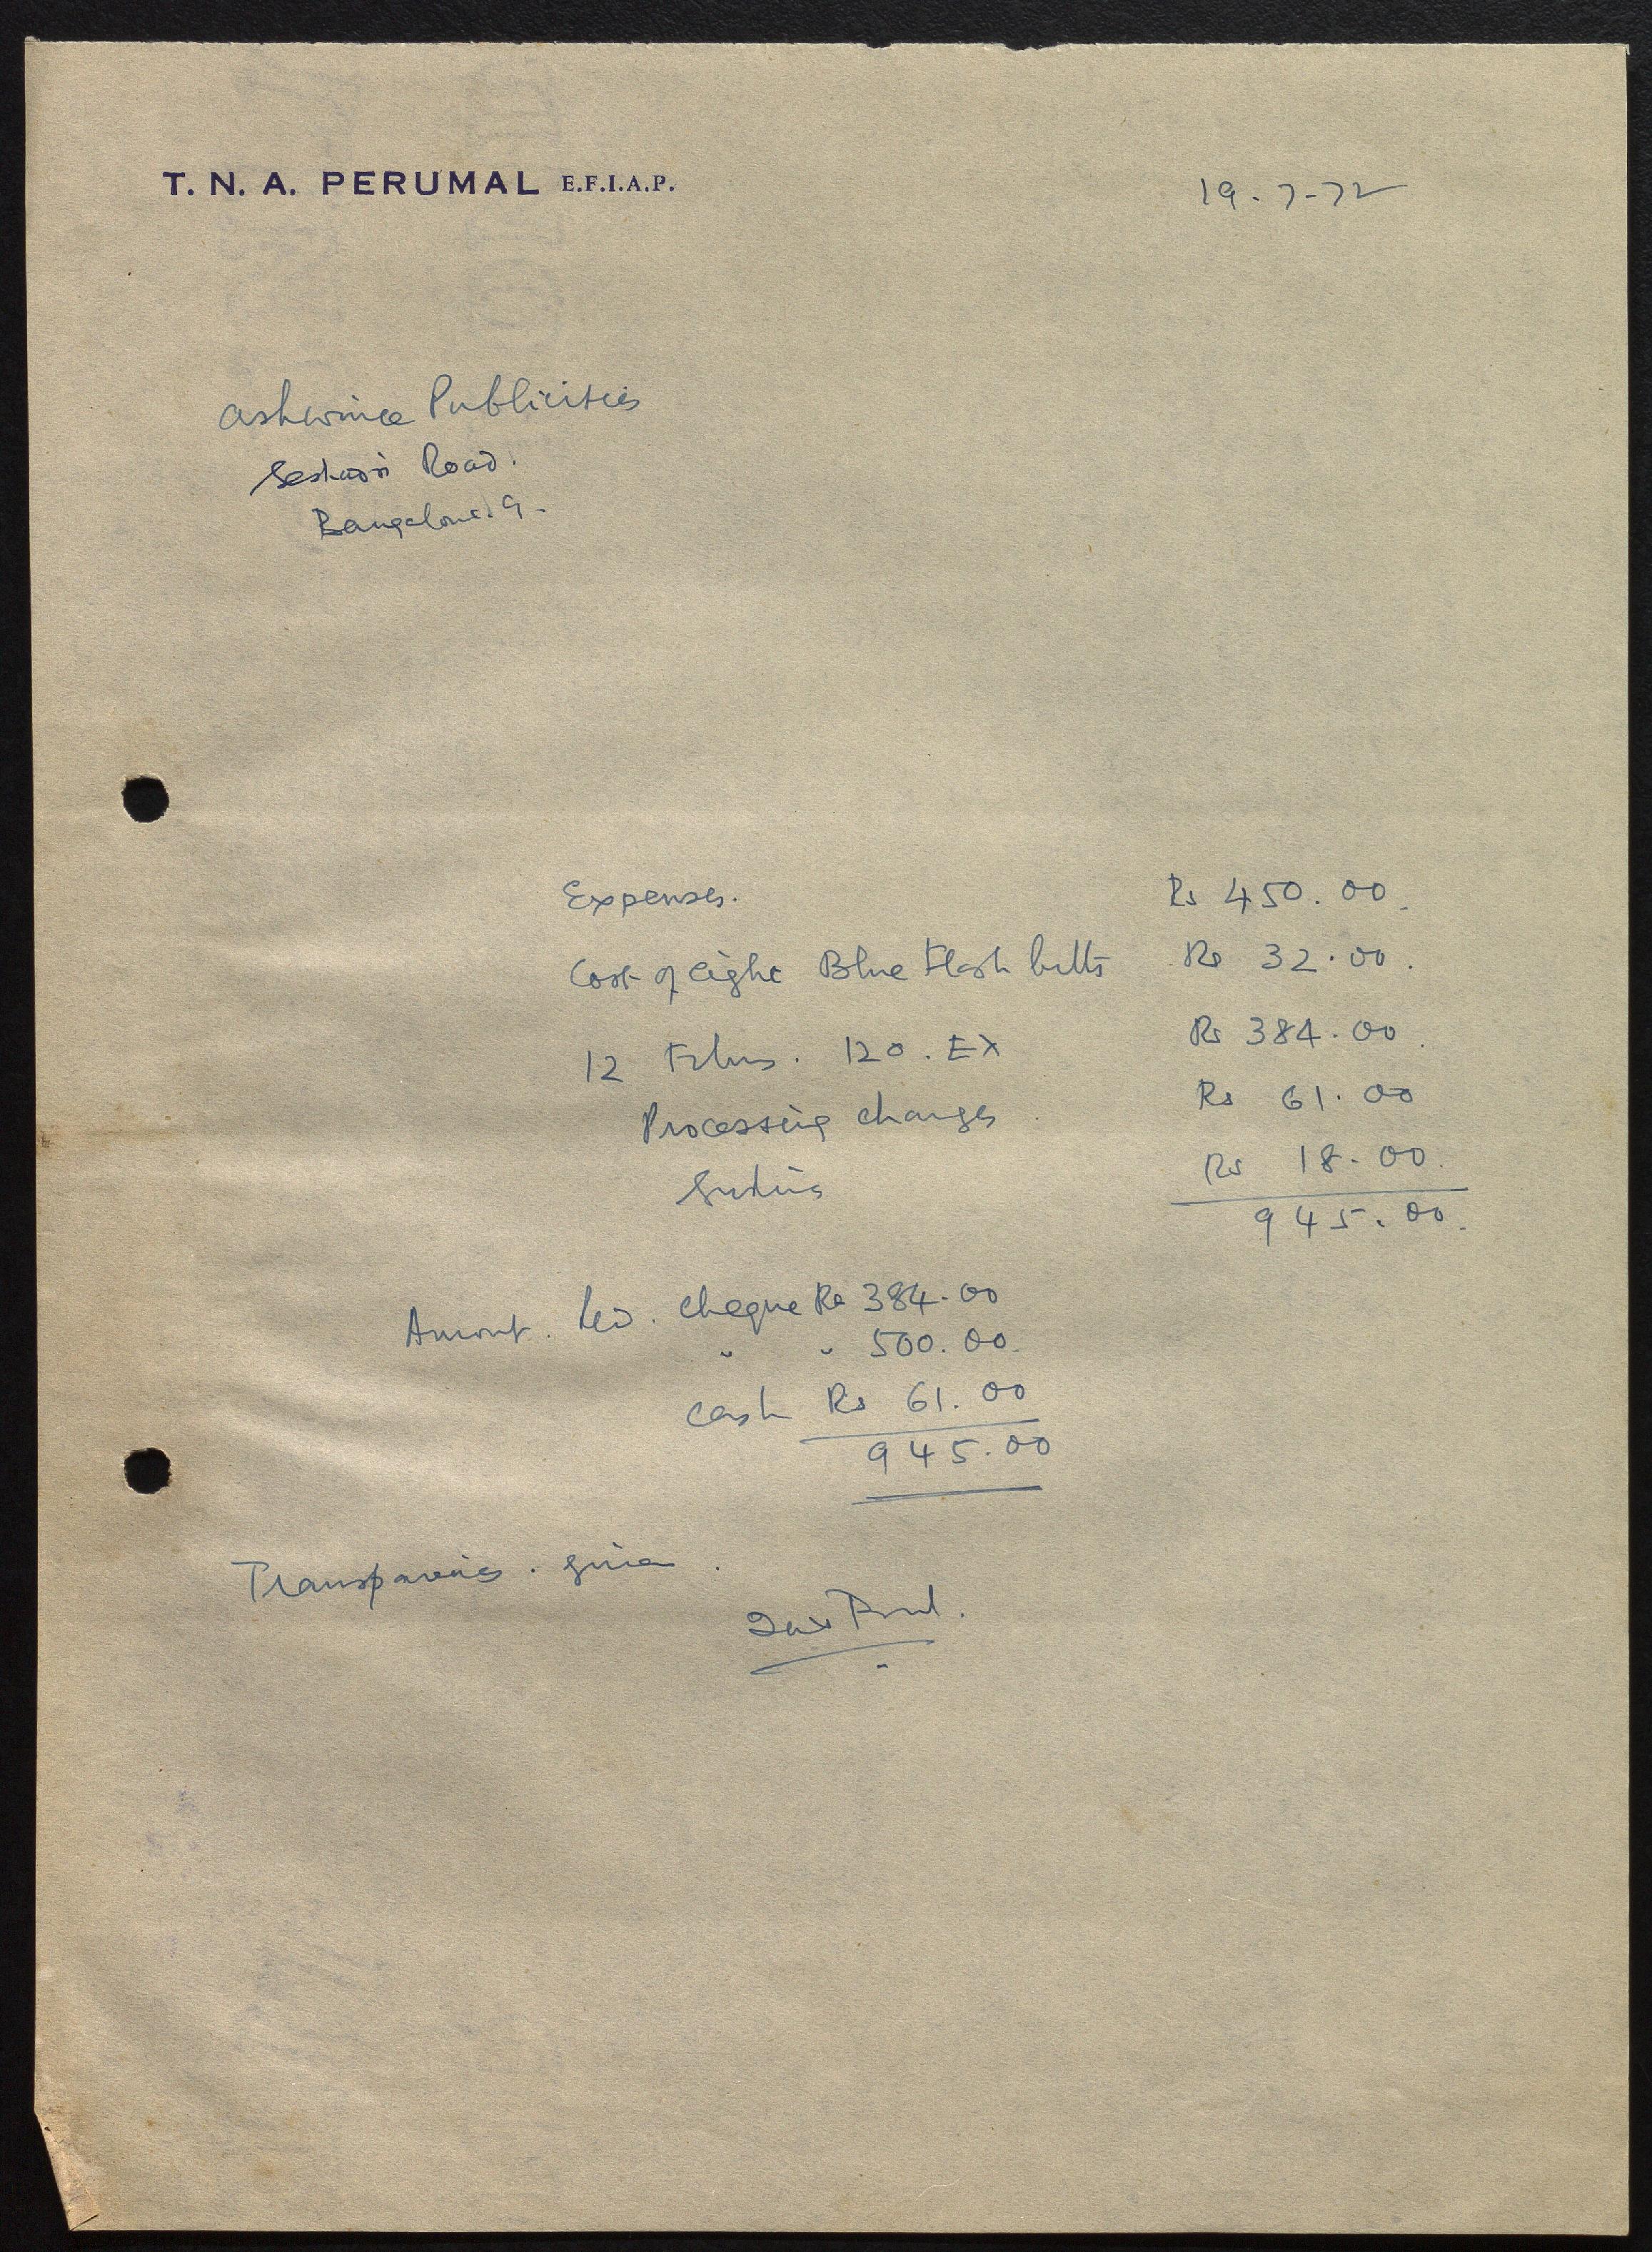 T. N. A. PERUMAL E.F.I.A.P.
19-7-72
Ashwinee Publicities
Seshadri Road.
Bangalore.9-
Expenses. Rs 450.00.
Cost of eight Blue Flash bulbs Rs 32.00.
12 Films. 120. EX Rs 384.00.
Processing charges Rs 61.00
Rs 18.00.
945.00.
Amount. cheque Rs 384.00
" " 500.00.
cash Rs 61.00
945.00
Transparencies.